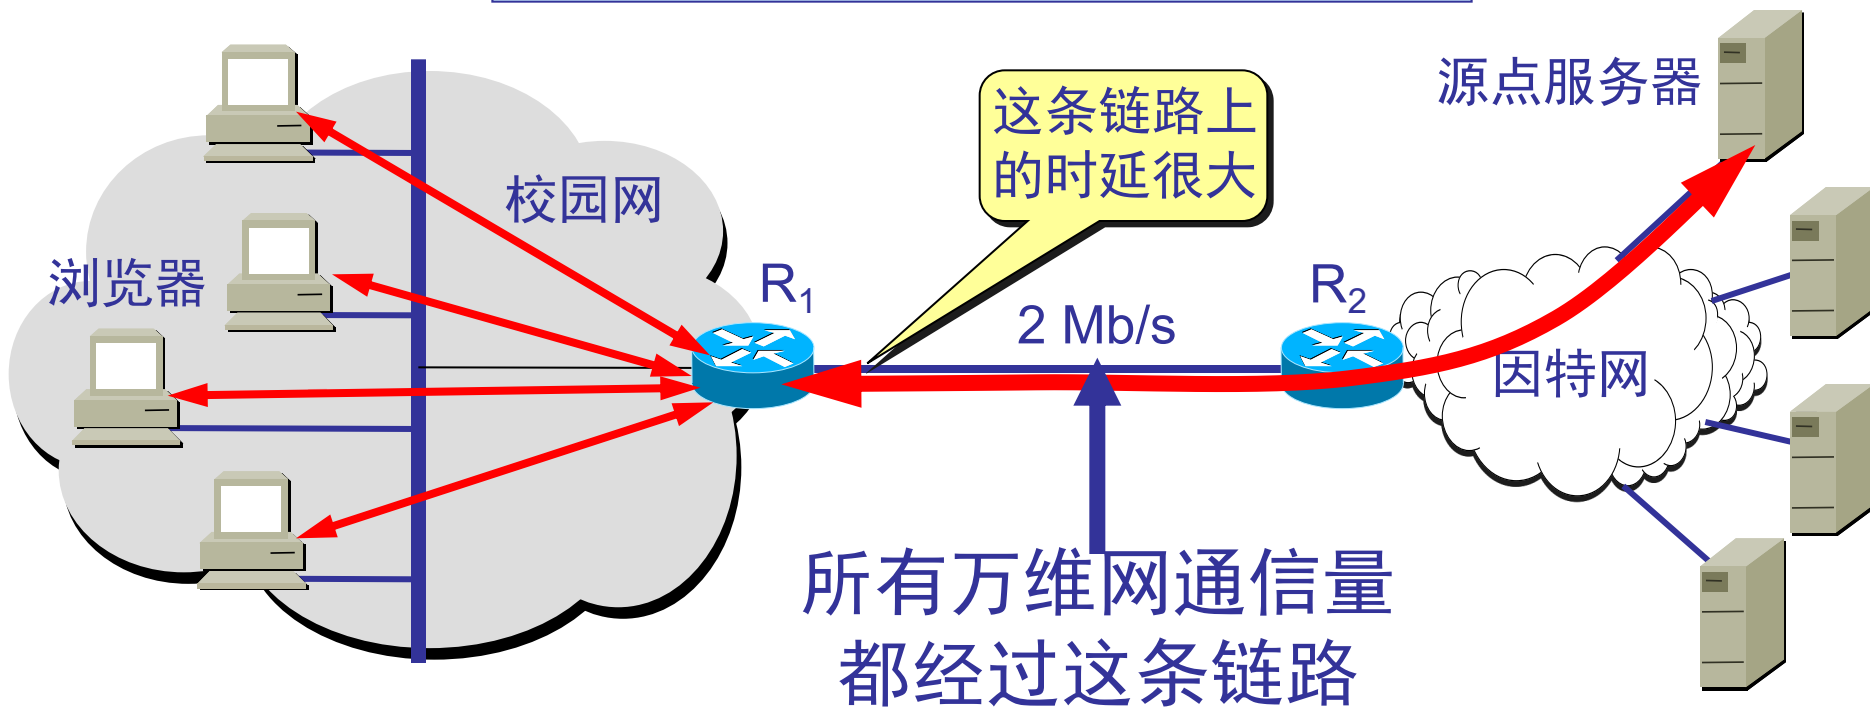 源点服务器
这条链路上
的时延很大
校园网
浏览器
R1
2 Mb/s
R2
因特网
所有万维网通信量
都经过这条链路